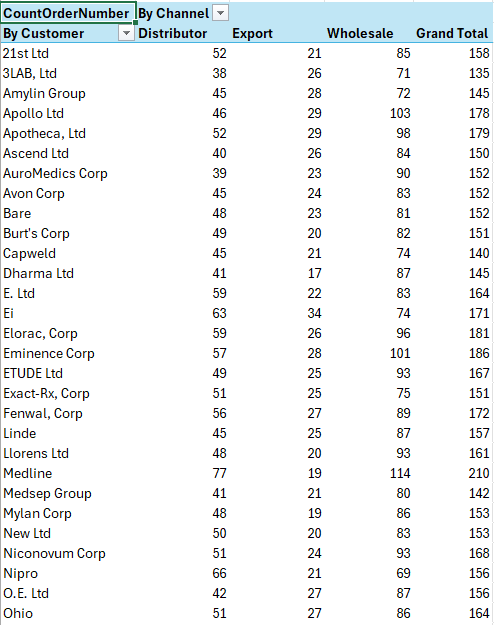 CountOrderNumber By Channel
By Customer Distributor Export Wholesale Grand Total
21st Ltd 52 21 85 158
3LAB, Ltd 38 26 71 135
Amylin Group 45 28 72 145
Apollo Ltd 46 29 103 178
Apotheca, Ltd 52 29 98 179
Ascend Ltd 40 26 84 150
AuroMedics Corp 39 23 90 152
Avon Corp 45 24 83 152
Bare 48 23 81 152
Burt's Corp 49 20 82 151
Capweld 45 21 74 140
Dharma Ltd 41 17 87 145
E. Ltd 59 22 83 164
Ei 63 34 74 171
Elorac, Corp 59 26 96 181
Eminence Corp 57 28 101 186
ETUDE Ltd 49 25 93 167
Exact-Rx, Corp 51 25 75 151
Fenwal, Corp 56 27 89 172
Linde 45 25 87 157
Llorens Ltd 48 20 93 161
Medline 77 19 114 210
Medsep Group 41 21 80 142
Mylan Corp 48 19 86 153
New Ltd 50 20 83 153
Niconovum Corp 51 24 93 168
Nipro 66 21 69 156
O.E. Ltd 42 27 87 156
Ohio 51 27 86 164